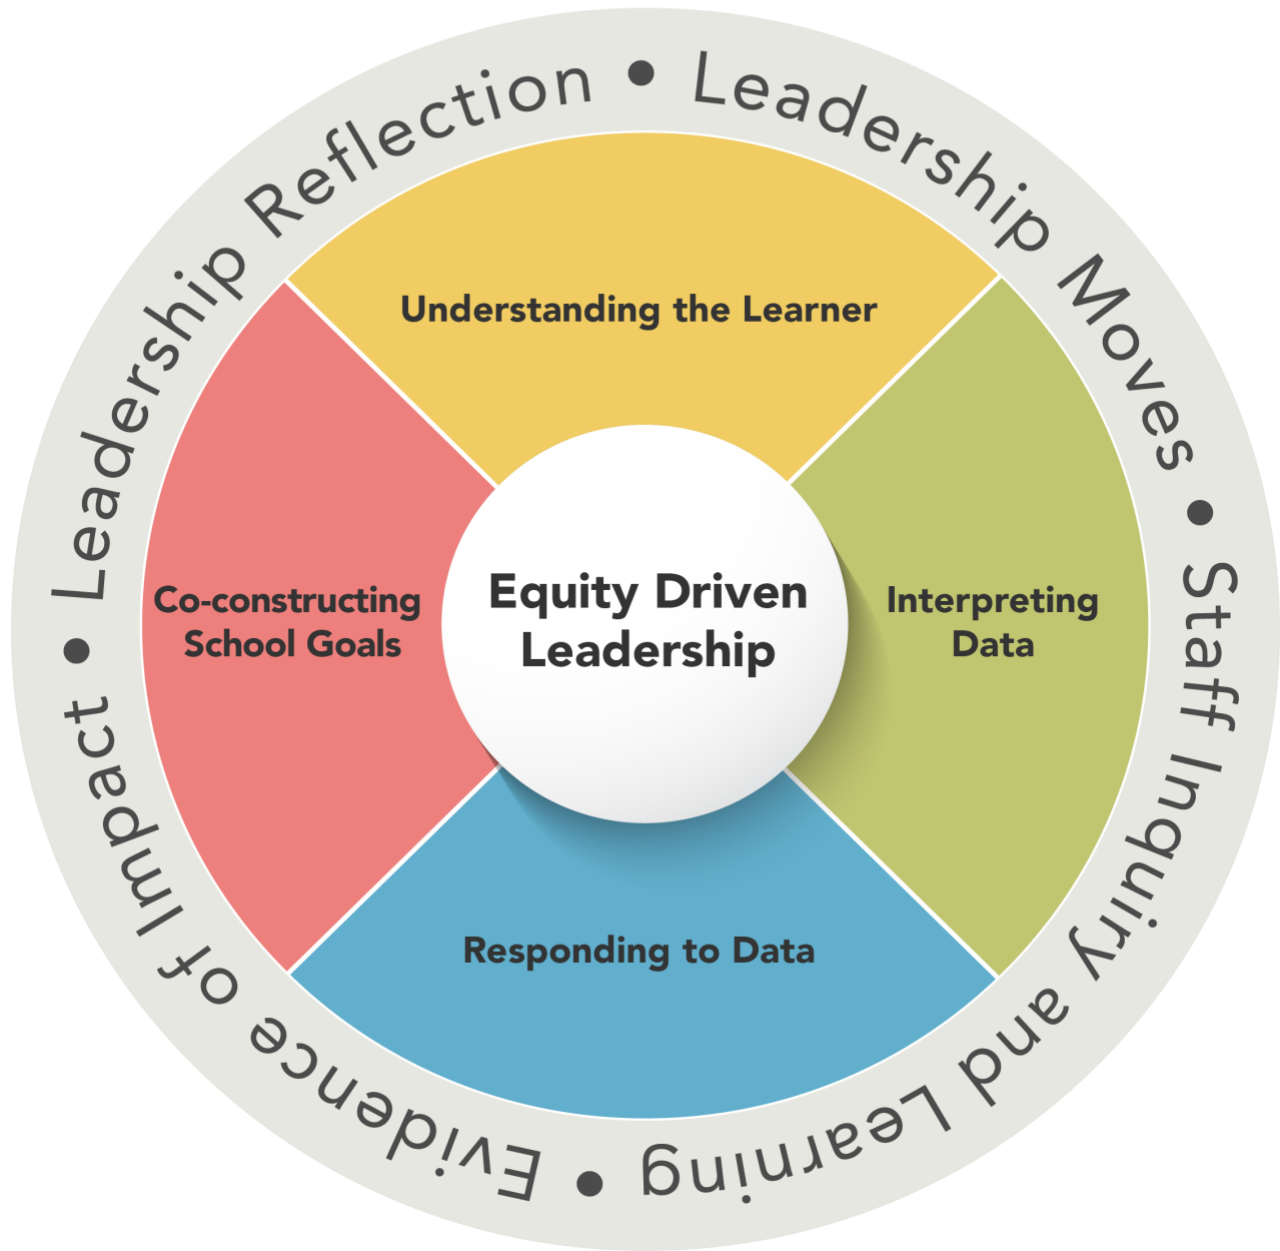 Leadership Reflection • Leadership Moves • Staff Inquiry and Learning • Evidence of Impact •
Understanding the Learner
Co-constructing
School Goals
Equity Driven
Leadership
Interpreting
Data
Responding to Data